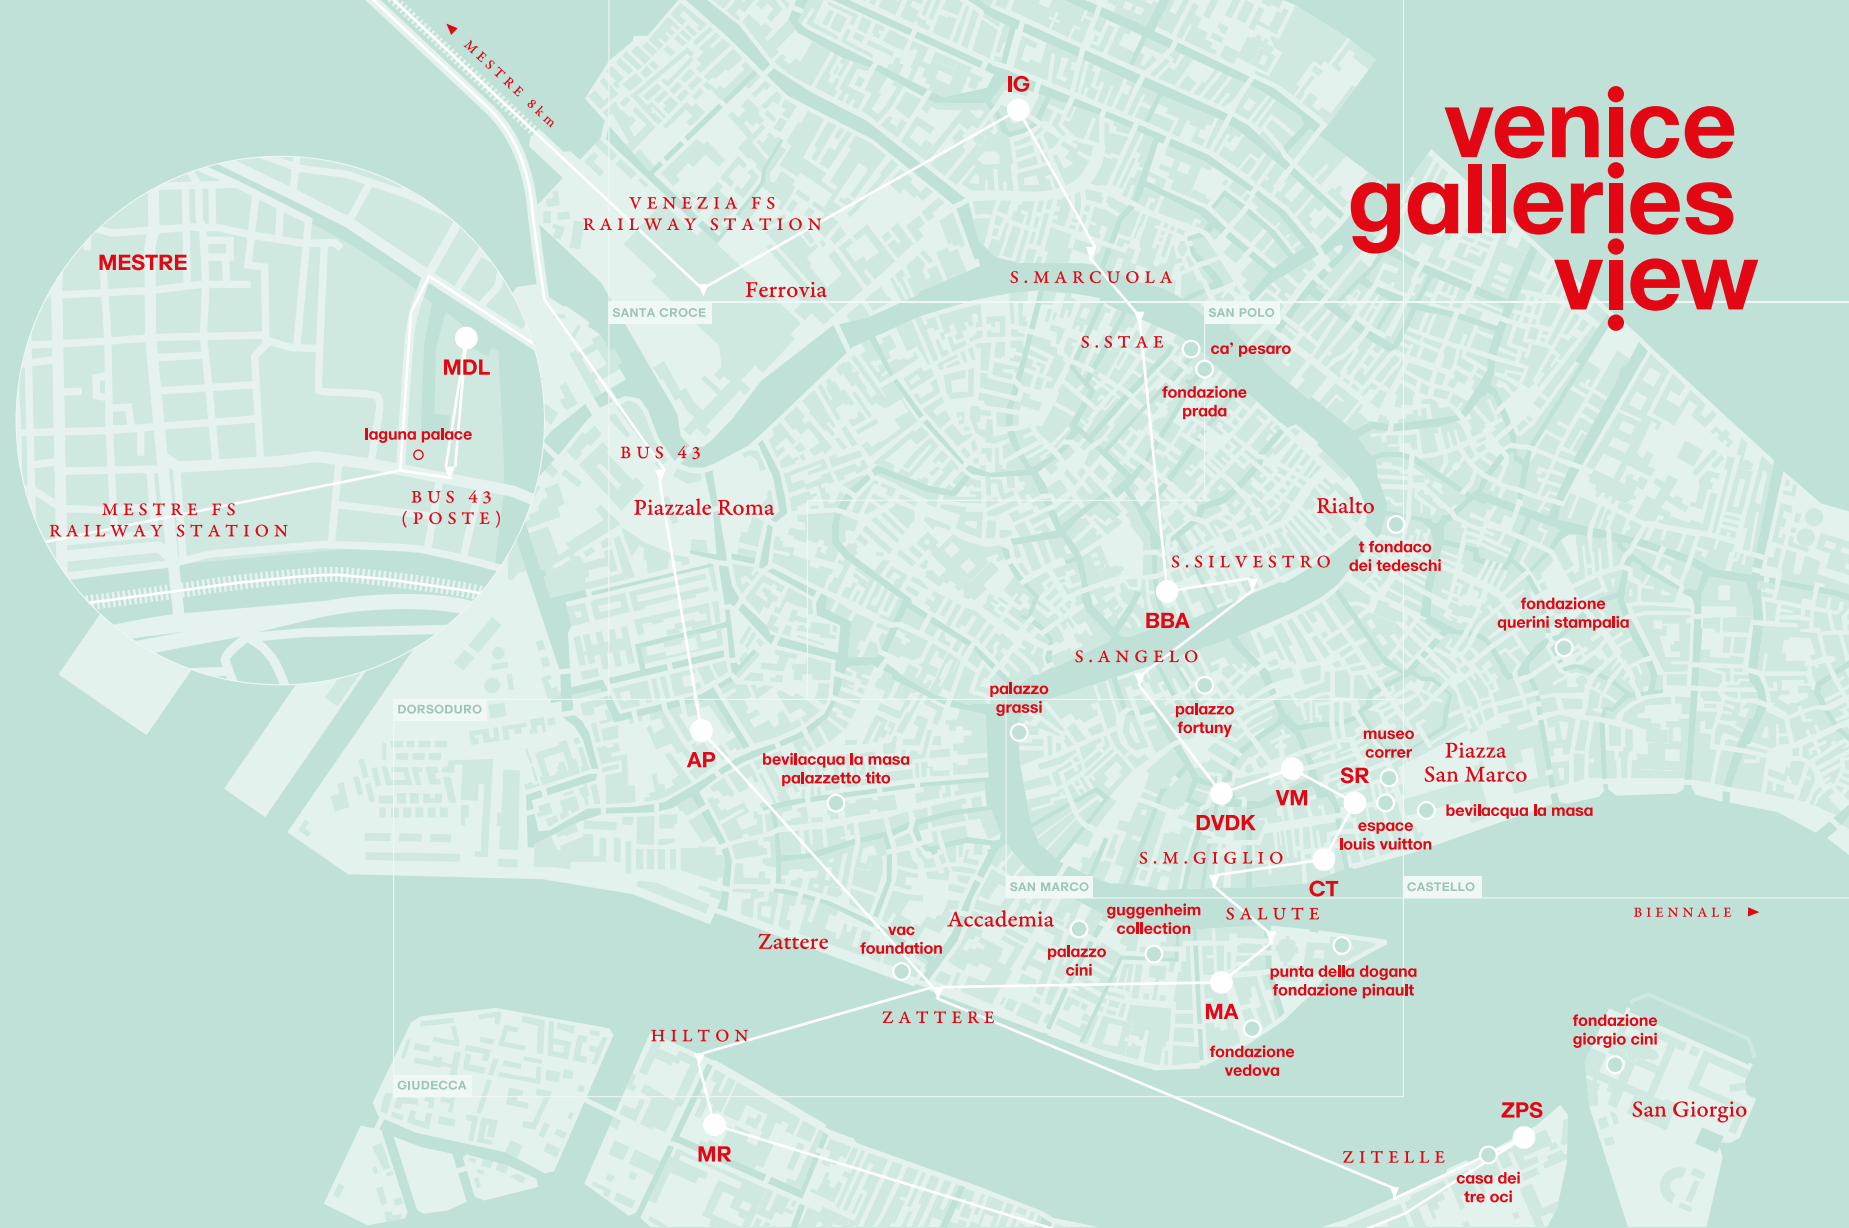 MESTRE 8km
IG
venice
galleries
view
VENEZIA FS
RAILWAY STATION
MESTRE
S.MARCUOLA
Ferrovia
SANTA CROCE
SAN POLO
S.STAE
ca' pesaro
MDL
fondazione
prada
laguna palace
BUS 43
BUS 43
(POSTE)
MESTRE FS
RAILWAY STATION
Piazzale Roma
Rialto
t fondaco
dei tedeschi
S.SILVESTRO
BBA
fondazione
querini stampalia
S.ANGELO
palazzo
grassi
DORSODURO
palazzo
fortuny
museo
correr
Piazza
San Marco
AP
bevilacqua la masa
palazzetto tito
SR
VM
DVDK
bevilacqua la masa
espace
louis vuitton
S.M.GIGLIO
SAN MARCO
CT
CASTELLO
guggenheim
collection
SALUTE
BIENNALE
Accademia
Zattere
vac
foundation
palazzo
cini
punta della dogana
fondazione pinault
MA
ZATTERE
HILTON
fondazione
giorgio cini
fondazione
vedova
GIUDECCA
ZPS
San Giorgio
MR
ZITELLE
casa dei
tre oci